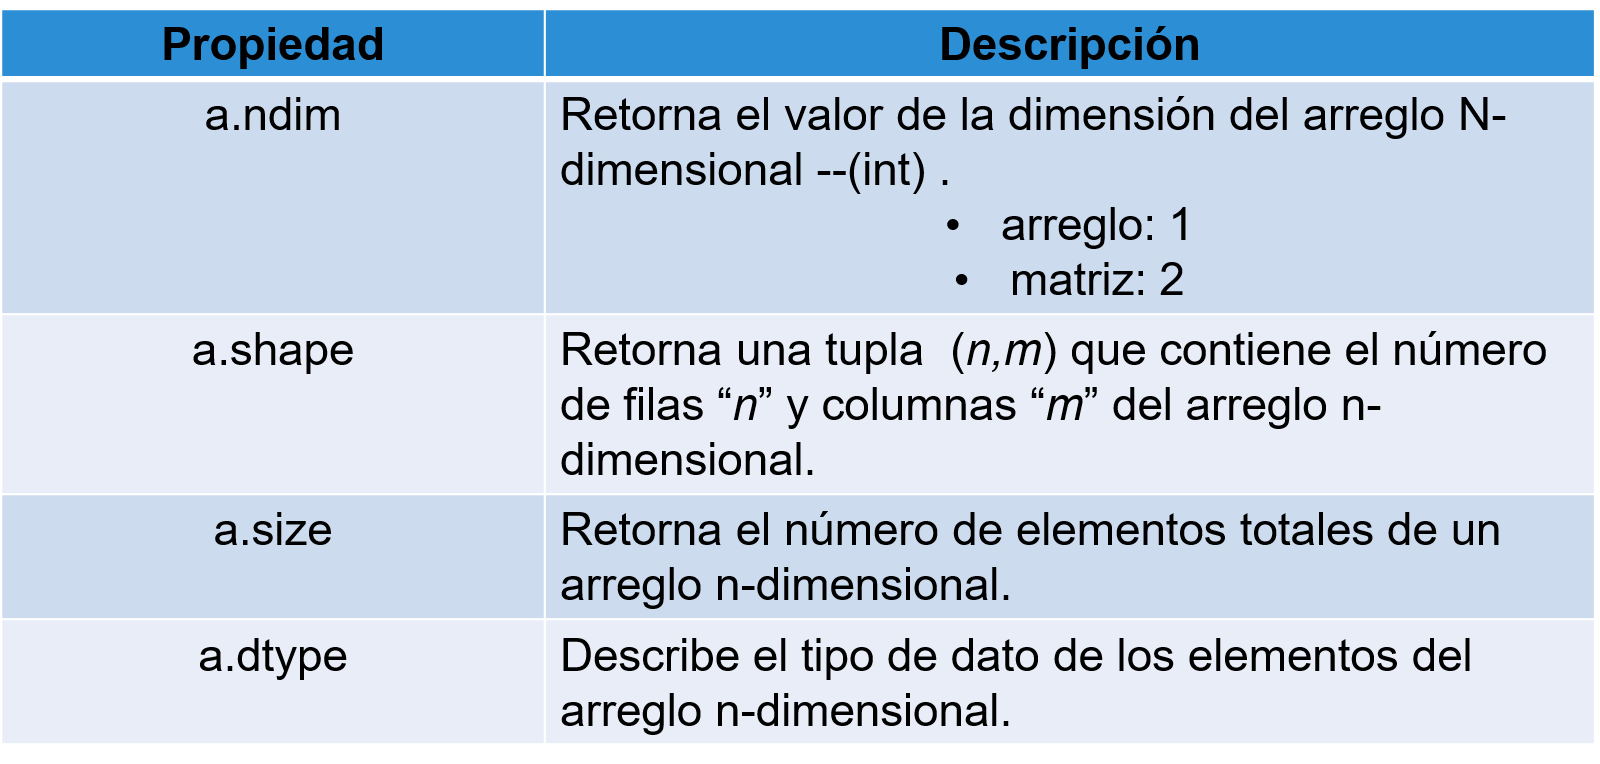 Propiedad
Descripción
a.ndim
Retorna el valor de la dimensión del arreglo N-
dimensional --(int) .
• arreglo: 1
• matriz: 2
a.shape
Retorna una tupla  (n,m) que contiene el número
de filas “n” y columnas “m” del arreglo n-
dimensional.
a.size
Retorna el número de elementos totales de un
arreglo n-dimensional.
a.dtype
Describe el tipo de dato de los elementos del
arreglo n-dimensional.